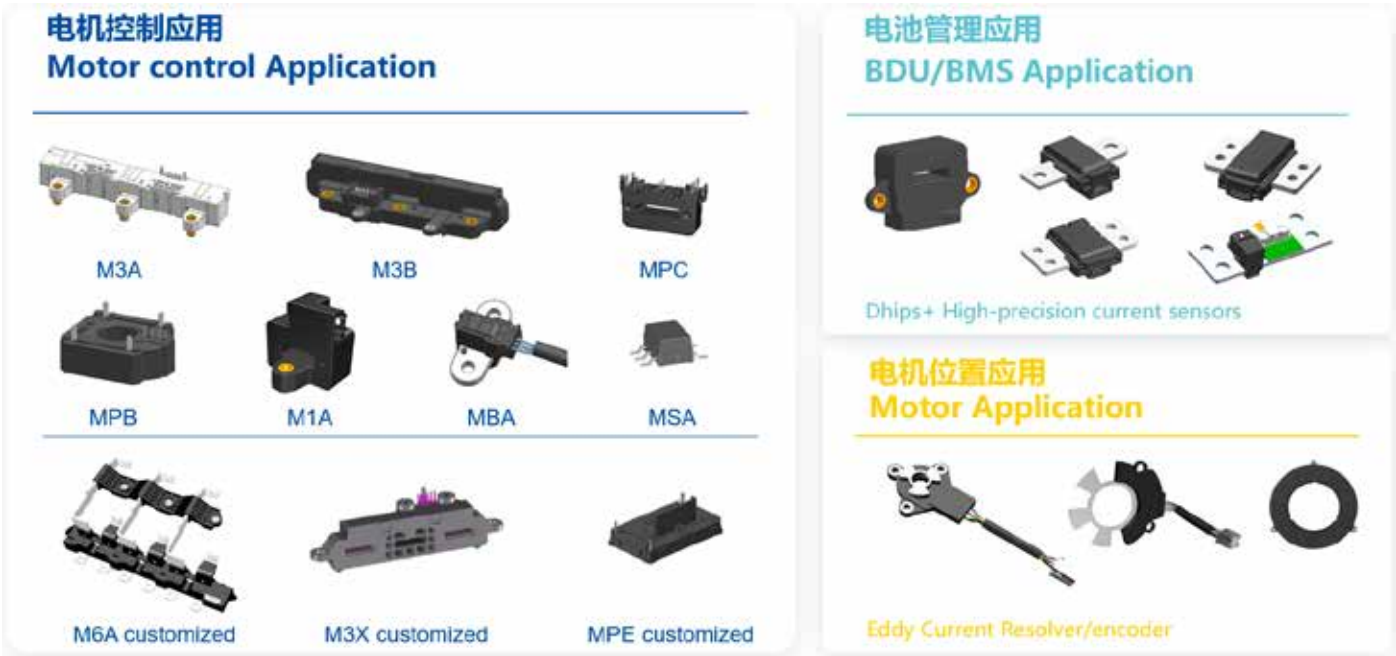 电机控制应用
Motor control Application
M3A
M3B
MPC
MPB
M1A
MBA
MSA
M6A customized
M3X customized
MPE customized
电池管理应用
BDU/BMS Application
Dhips+ High-precision current sensors
电机位置应用
Motor Application
Eddy Current Resolver/encoder